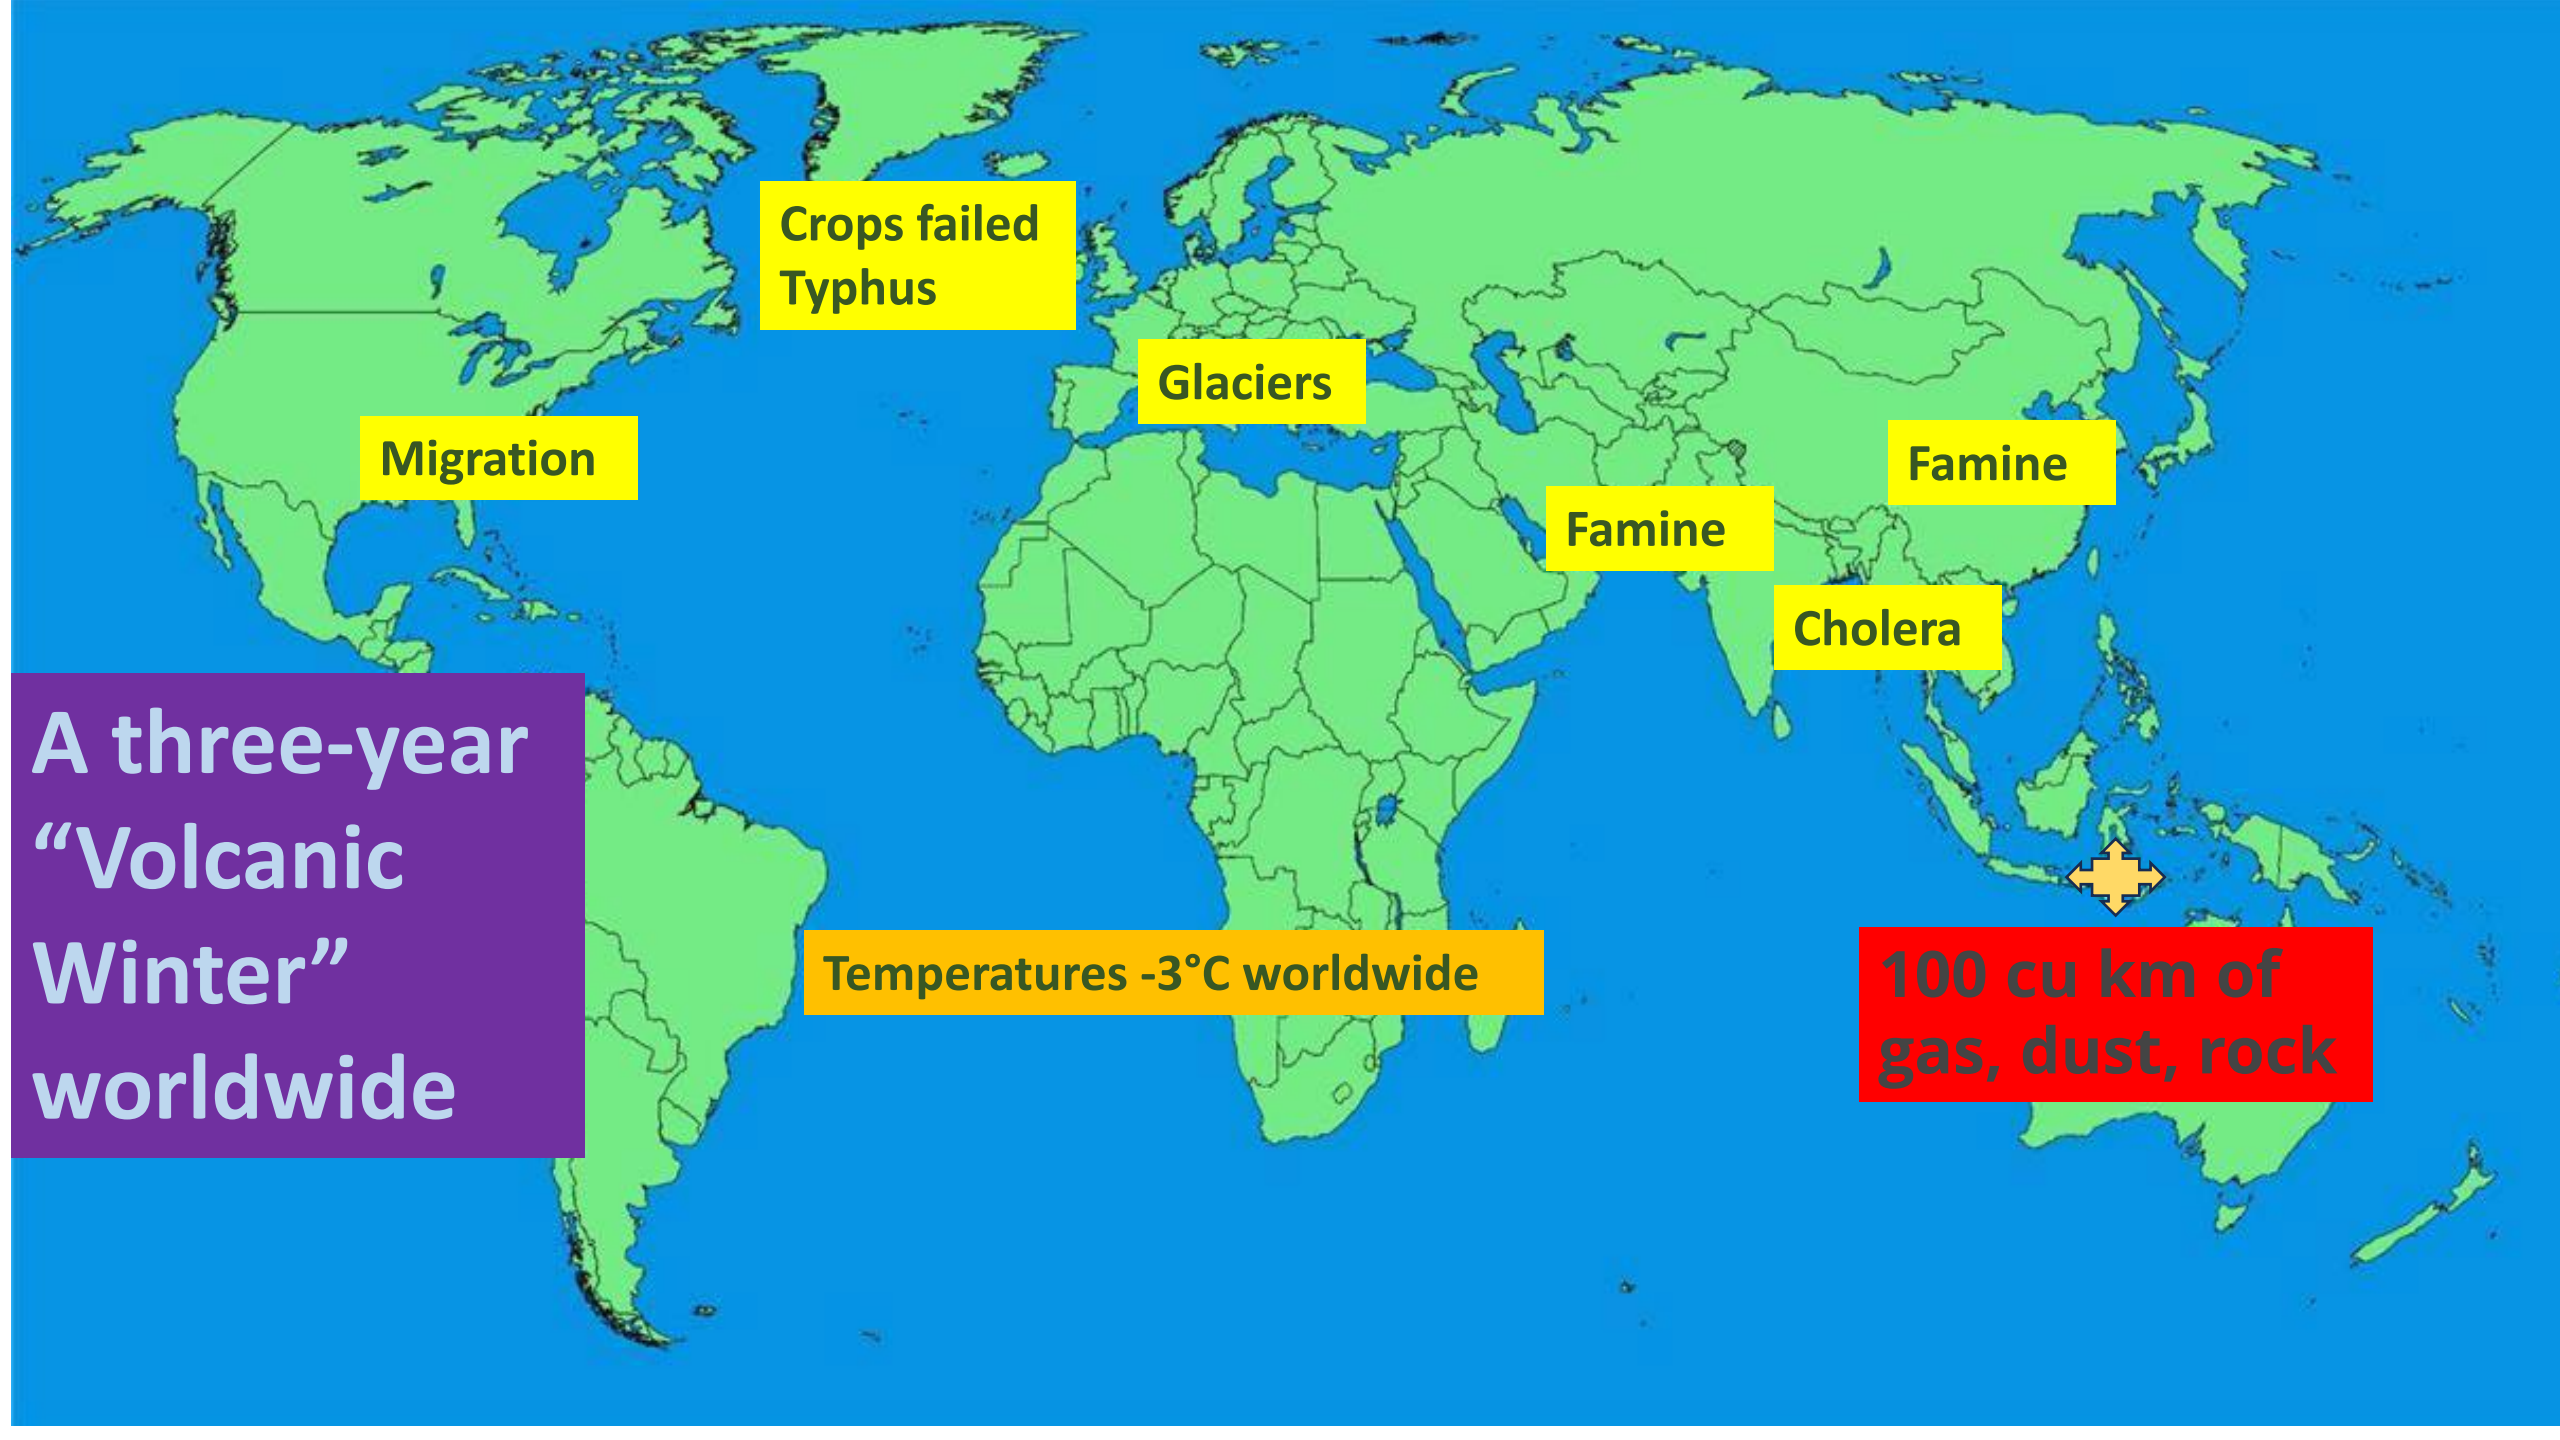 Crops failed
Typhus
Glaciers
Migration
Famine
Famine
Cholera
A three-year
“Volcanic
Winter”
worldwide
Temperatures -3°C worldwide
100 cu km of
gas, dust, rock